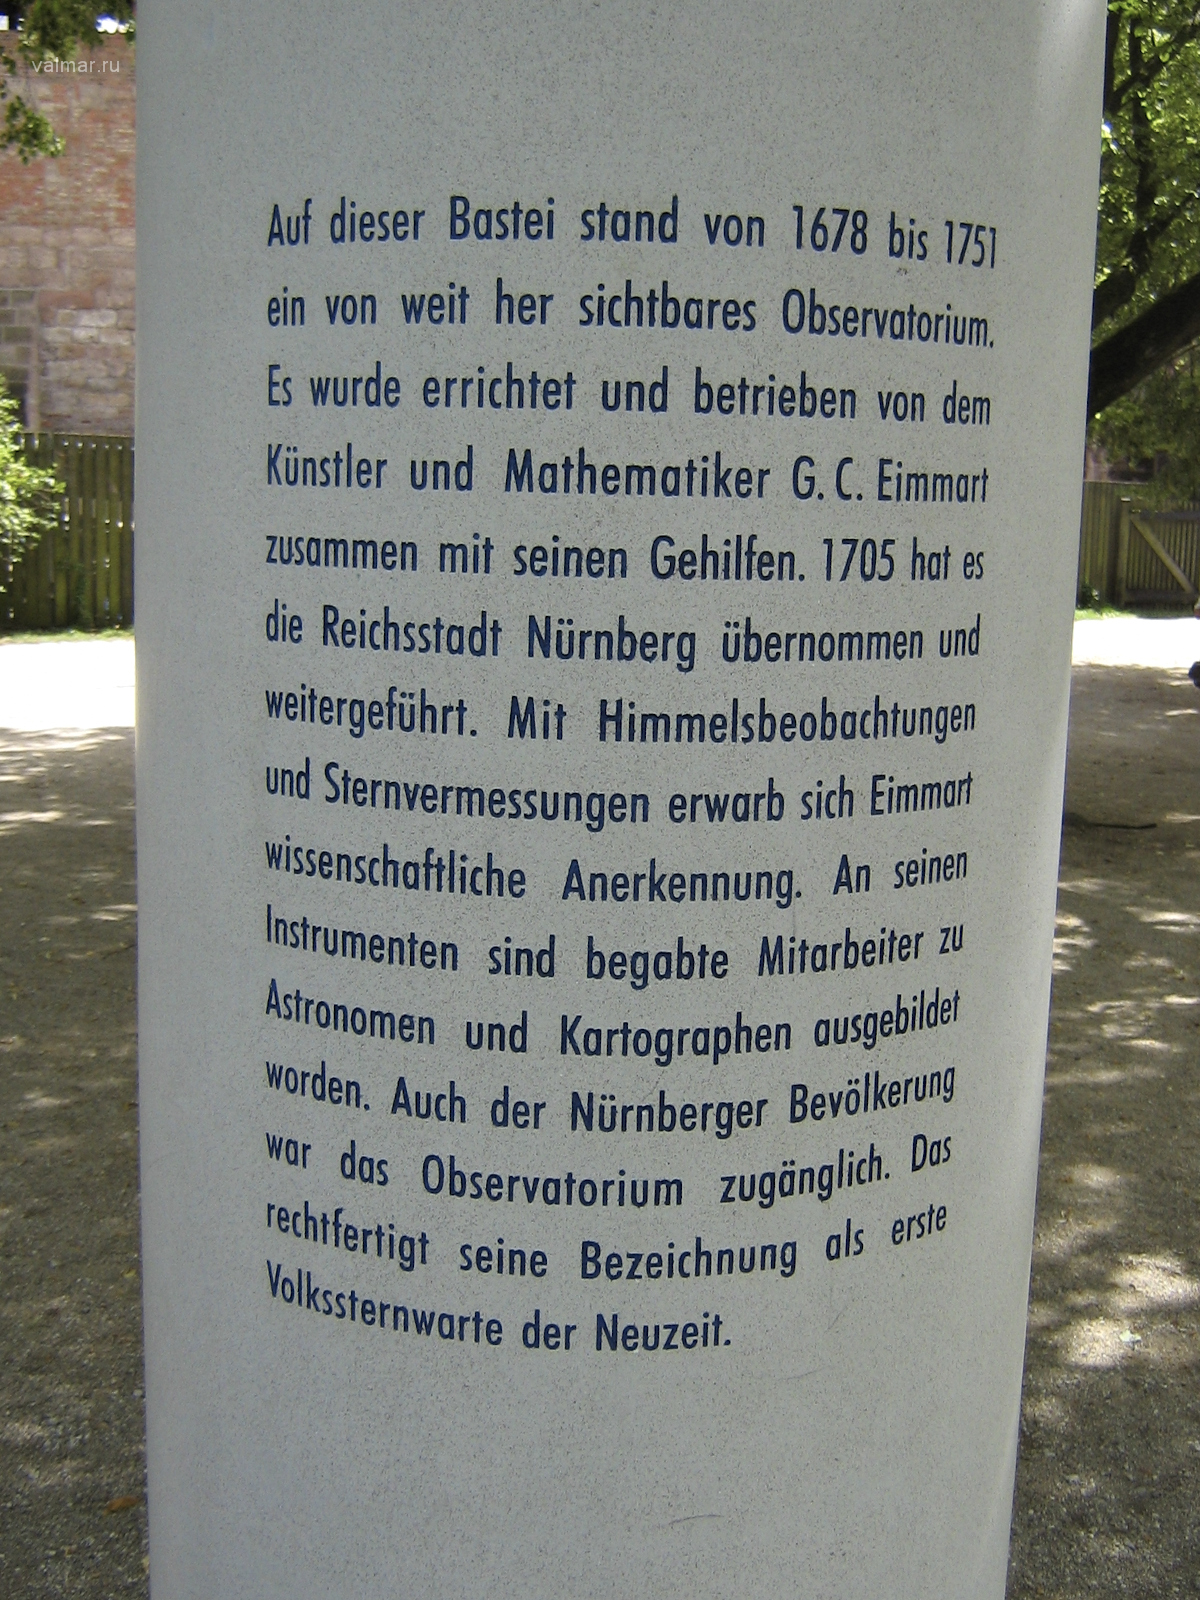 valmar.ru
Auf dieser Bastei stand von 1678 bis 1751
ein von weit her sichtbares Observatorium.
Es wurde errichtet und betrieben von dem
Künstler und Mathematiker G. C. Eimmart
zusammen mit seinen Gehilfen. 1705 hat es
die Reichsstadt Nürnberg übernommen und
weitergeführt. Mit Himmelsbeobachtungen
und Sternvermessungen erwarb sich Eimmart
wissenschaftliche Anerkennung. An seinen
Instrumenten sind begabte Mitarbeiter zu
Astronomen und Kartographen ausgebildet
worden. Auch der Nürnberger Bevölkerung
war das Observatorium zugänglich. Das
rechtfertigt seine Bezeichnung als erste
Volkssternwarte der Neuzeit.